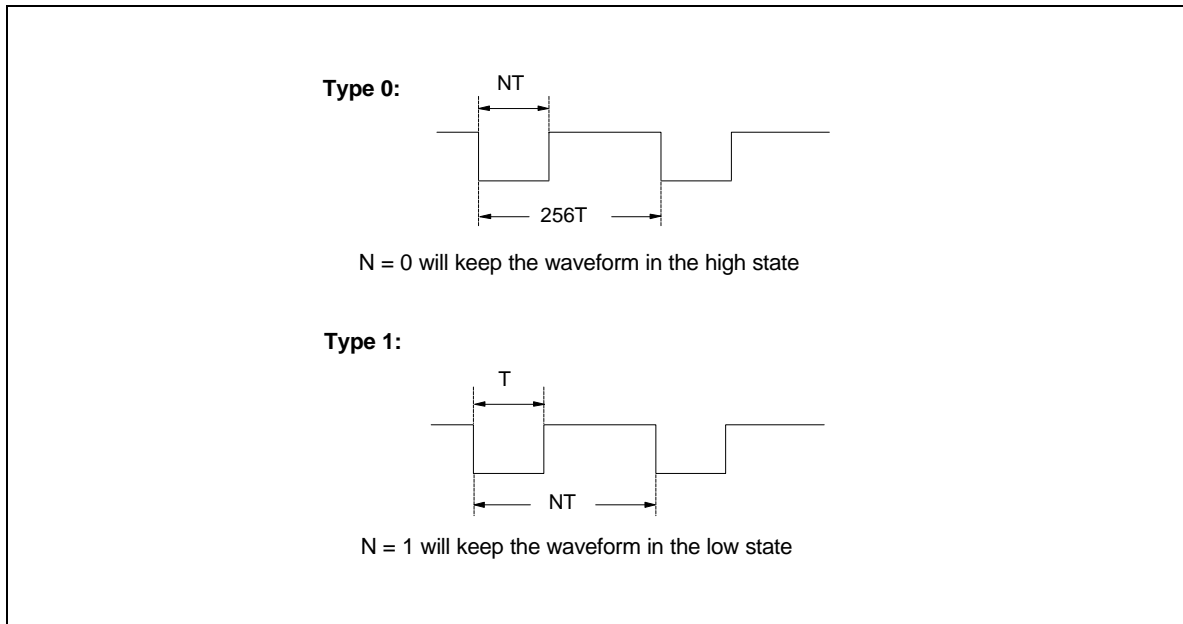 Type 0:
NT
256T
N = 0 will keep the waveform in the high state
Type 1:
T
NT
N = 1 will keep the waveform in the low state